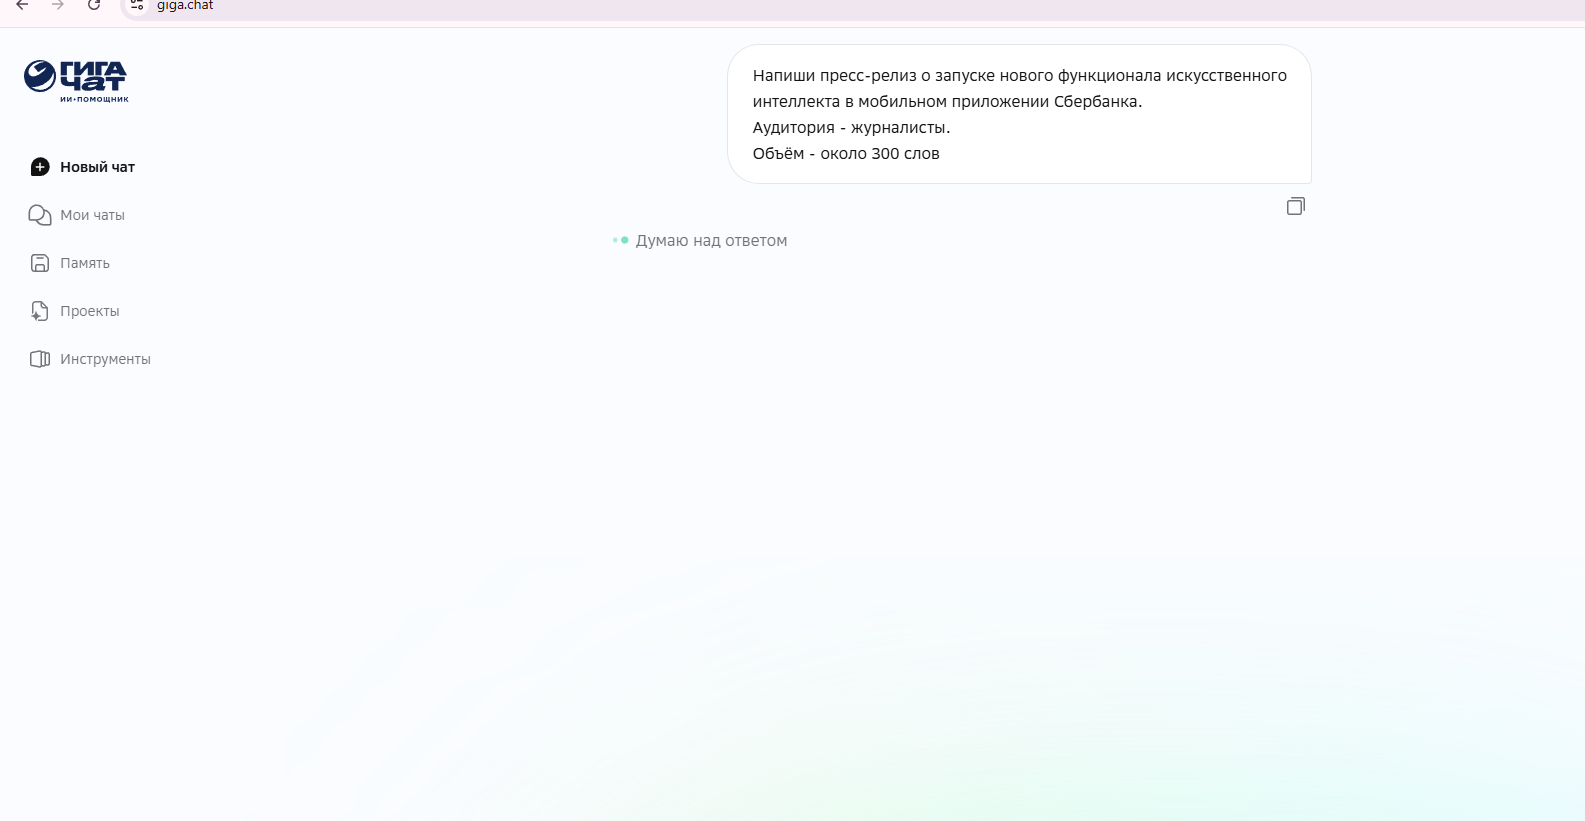 giga.chat
ГИГА
ЧАТ
ИИ-ПОМОЩНИК
Новый чат
Мои чаты
Память
Проекты
Инструменты
Напиши пресс-релиз о запуске нового функционала искусственного
интеллекта в мобильном приложении Сбербанка.
Аудитория - журналисты.
Объём - около 300 слов
Думаю над ответом